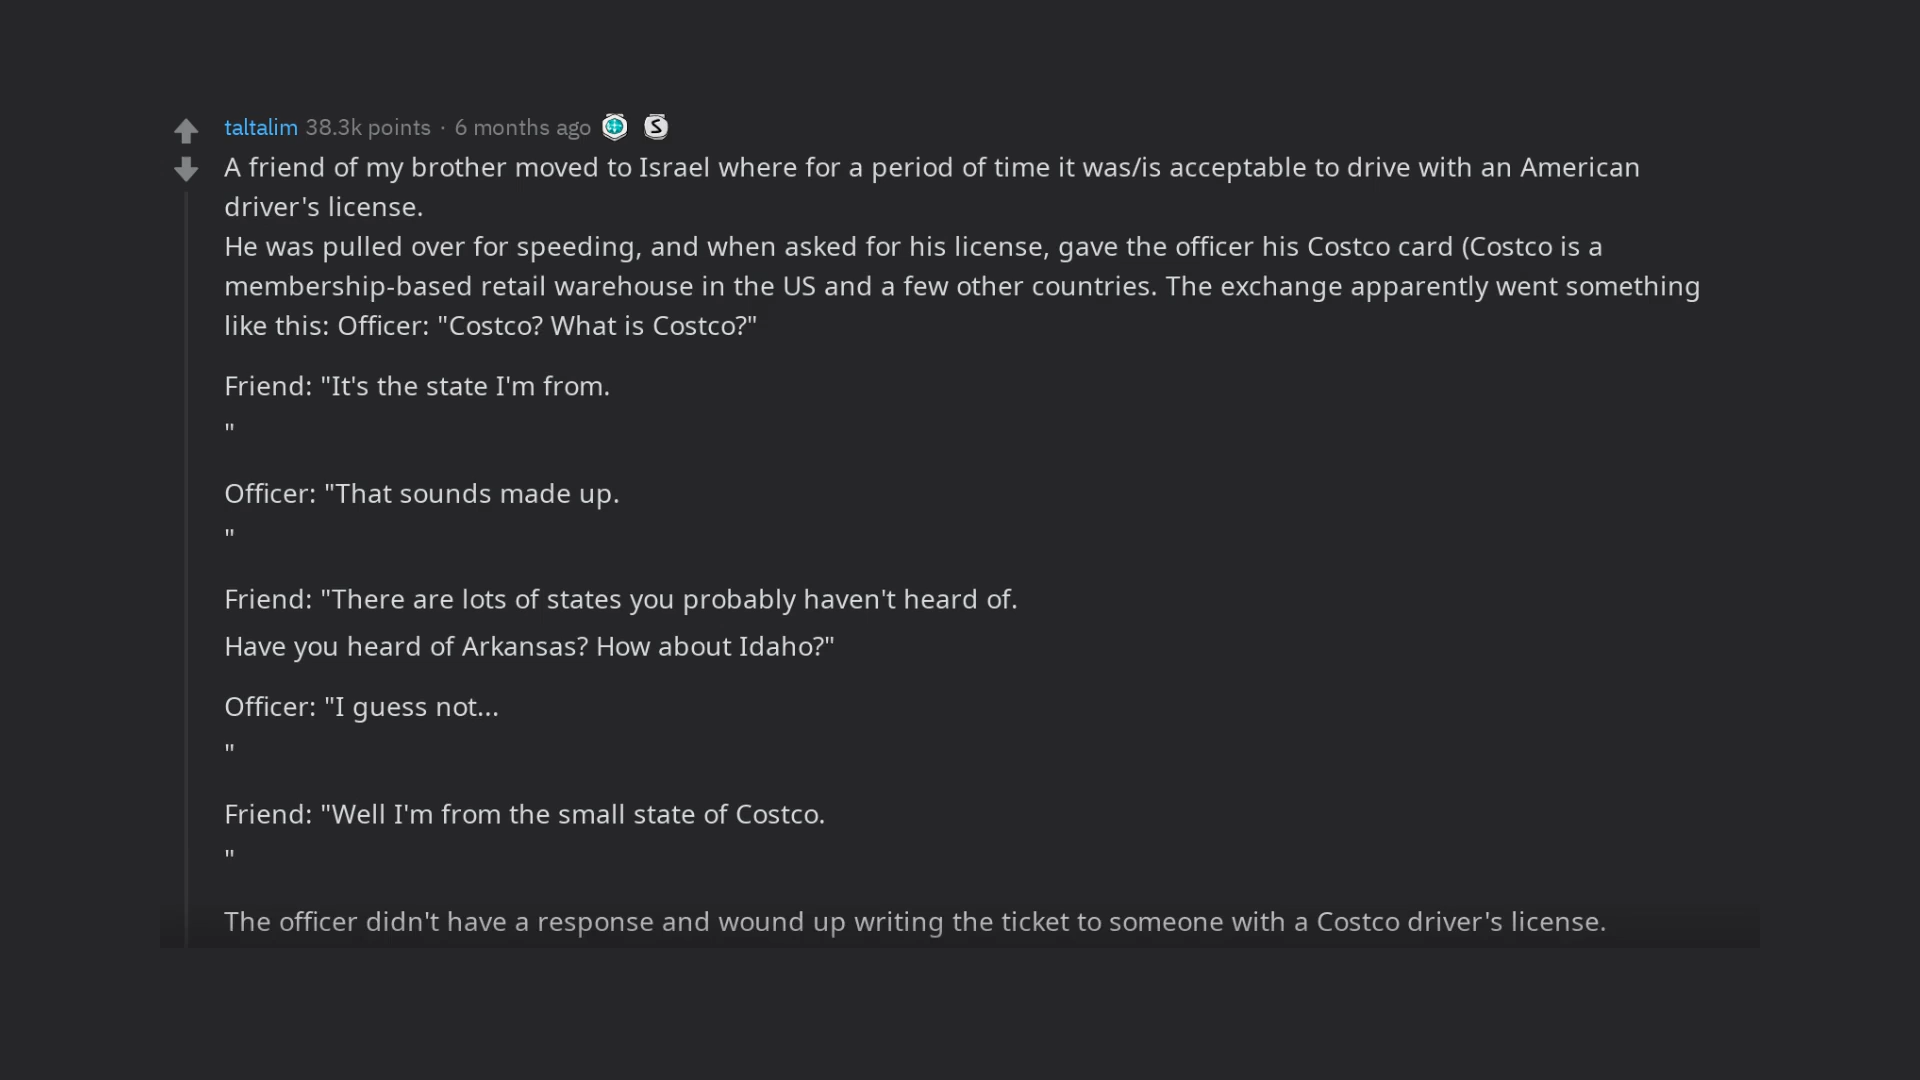 taltalim 38.3k points · 6 months ago S
A friend of my brother moved to Israel where for a period of time it was/is acceptable to drive with an American
driver's license.
He was pulled over for speeding, and when asked for his license, gave the officer his Costco card (Costco is a
membership-based retail warehouse in the US and a few other countries. The exchange apparently went something
like this: Officer: "Costco? What is Costco?"
Friend: "It's the state I'm from.
"
Officer: "That sounds made up.
"
Friend: "There are lots of states you probably haven't heard of.
Have you heard of Arkansas? How about Idaho?"
Officer: "I guess not...
"
Friend: "Well I'm from the small state of Costco.
"
The officer didn't have a response and wound up writing the ticket to someone with a Costco driver's license.